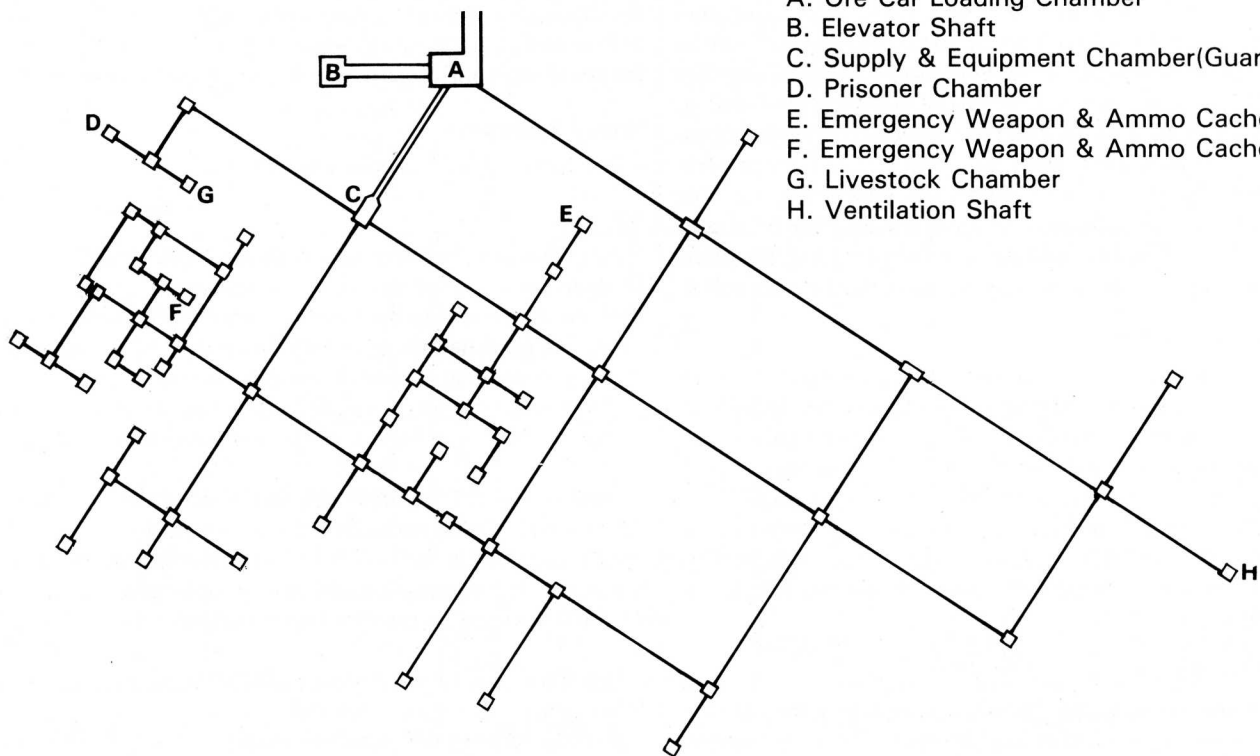 A. Ore Car Loading Chamber
B. Elevator Shaft
C. Supply & Equipment Chamber(Guar
D. Prisoner Chamber
E. Emergency Weapon & Ammo Cache
F. Emergency Weapon & Ammo Cache
G. Livestock Chamber
H. Ventilation Shaft
A
B
C
D
G
E
F
H